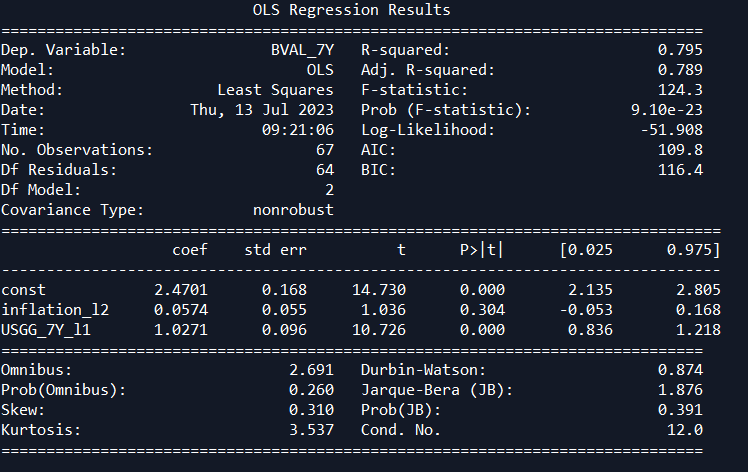 OLS Regression Results
==============================================================================
Dep. Variable: BVAL_7Y R-squared: 0.795
Model: OLS Adj. R-squared: 0.789
Method: Least Squares F-statistic: 124.3
Date: Thu, 13 Jul 2023 Prob (F-statistic): 9.10e-23
Time: 09:21:06 Log-Likelihood: -51.908
No. Observations: 67 AIC: 109.8
Df Residuals: 64 BIC: 116.4
Df Model: 2
Covariance Type: nonrobust
================================================================================
coef std err t P>|t| [0.025 0.975]
--------------------------------------------------------------------------------
const 2.4701 0.168 14.730 0.000 2.135 2.805
inflation_l2 0.0574 0.055 1.036 0.304 -0.053 0.168
USGG_7Y_l1 1.0271 0.096 10.726 0.000 0.836 1.218
==============================================================================
Omnibus: 2.691 Durbin-Watson: 0.874
Prob(Omnibus): 0.260 Jarque-Bera (JB): 1.876
Skew: 0.310 Prob(JB): 0.391
Kurtosis: 3.537 Cond. No. 12.0
==============================================================================